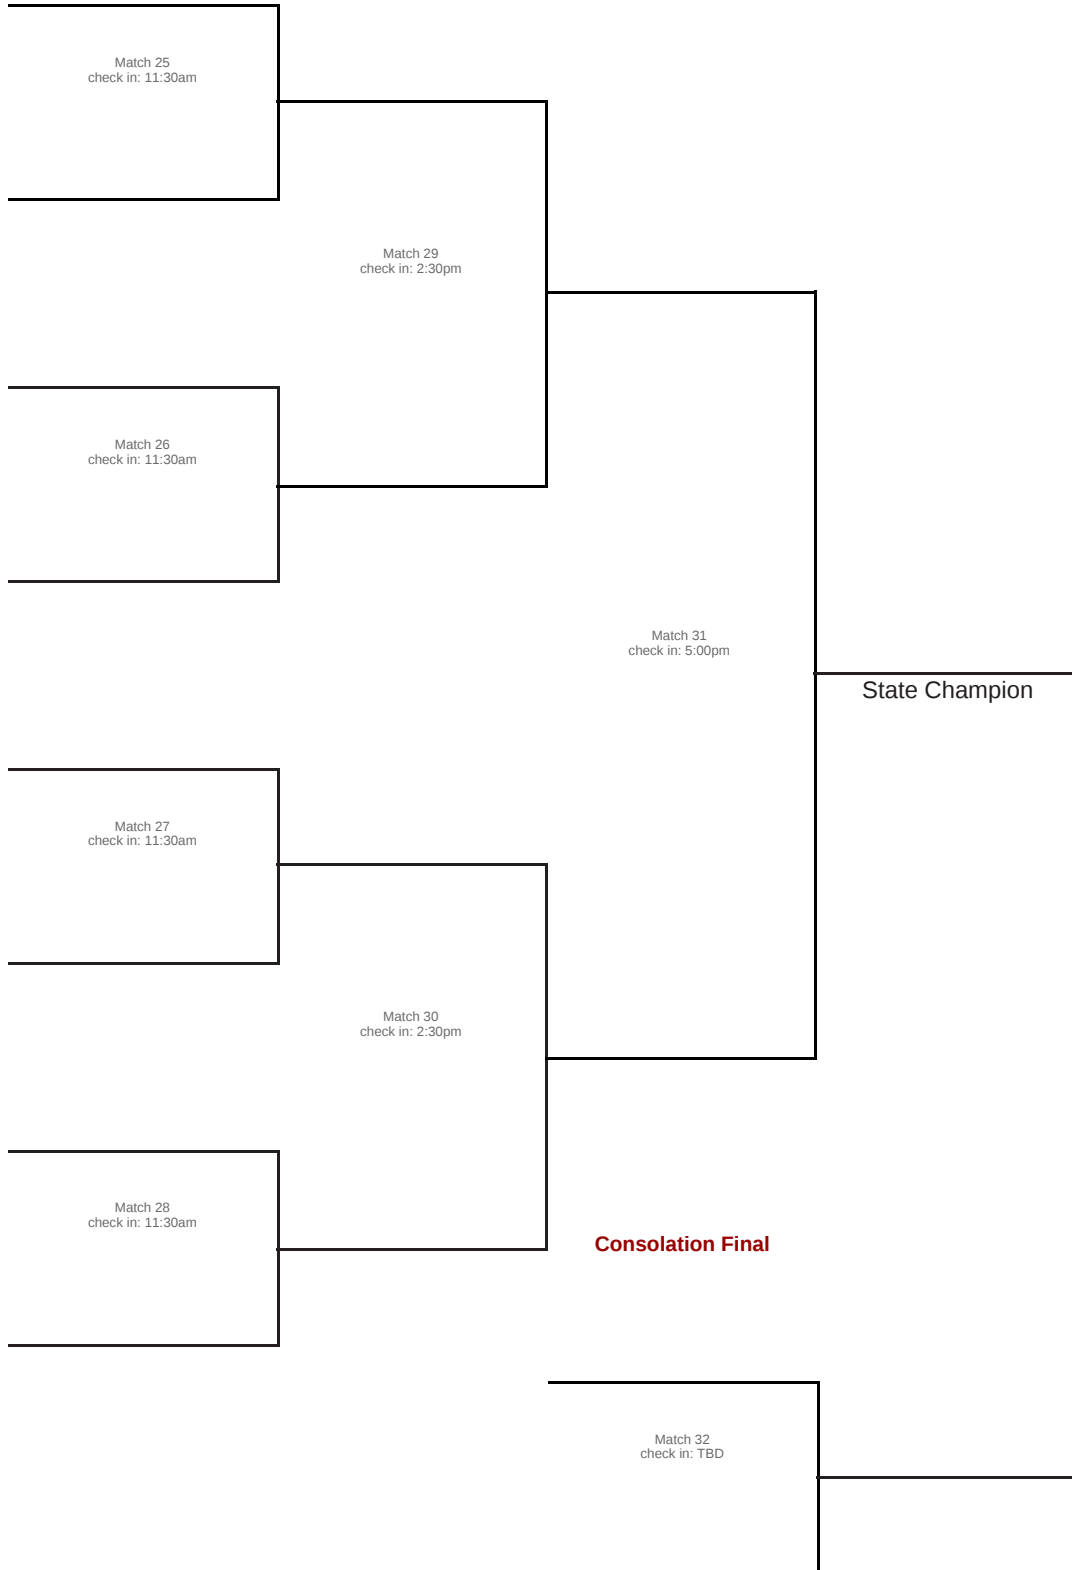 Match 25
check in: 11:30am
Match 29
check in: 2:30pm
Match 26
check in: 11:30am
Match 31
check in: 5:00pm
State Champion
Match 27
check in: 11:30am
Match 30
check in: 2:30pm
Match 28
check in: 11:30am
Consolation Final
Match 32
check in: TBD